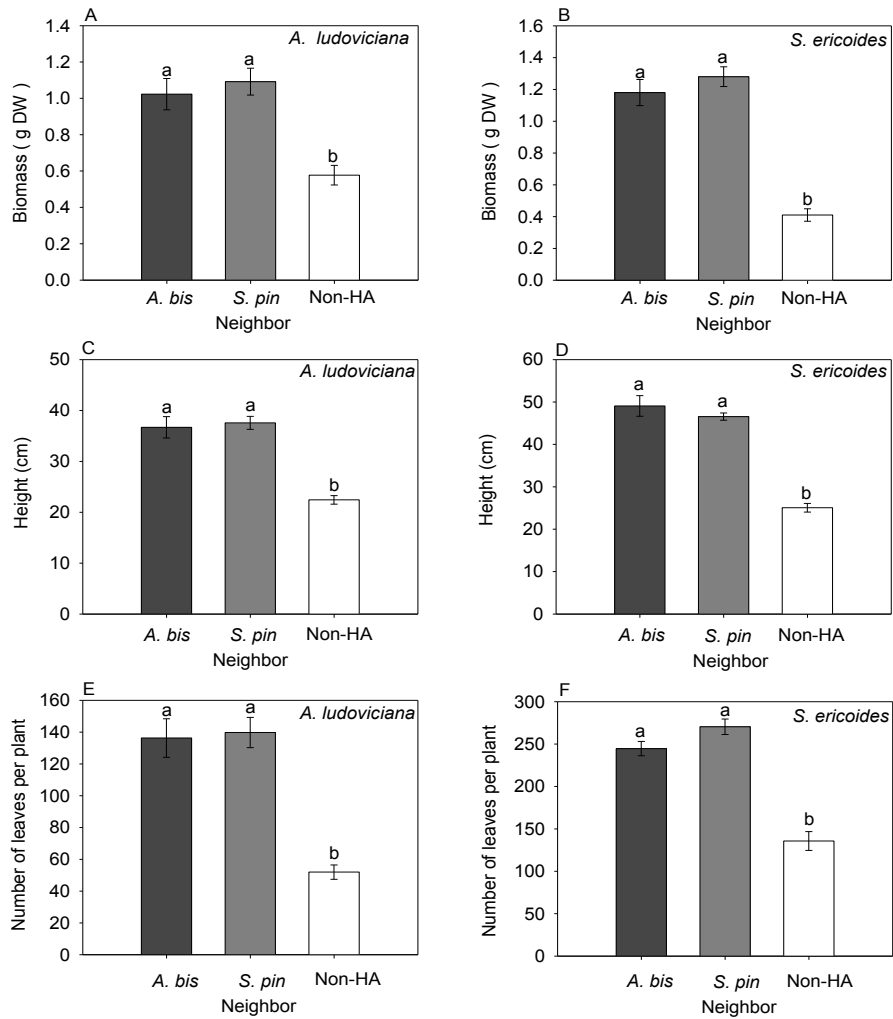 A
A. ludoviciana
1.4
1.2
1.0
0.8
0.6
0.4
0.2
0.0
Biomass ( g DW )
a
a
b
A. bis
S. pin
Non-HA
Neighbor
B
S. ericoides
1.6
1.4
1.2
1.0
0.8
0.6
0.4
0.2
0.0
Biomass ( g DW )
a
a
b
A. bis
S. pin
Non-HA
Neighbor
C
A. ludoviciana
50
40
30
20
10
0
Height (cm)
a
a
b
A. bis
S. pin
Non-HA
Neighbor
D
S. ericoides
60
50
40
30
20
10
0
Height (cm)
a
a
b
A. bis
S. pin
Non-HA
Neighbor
E
A. ludoviciana
160
140
120
100
80
60
40
20
0
Number of leaves per plant
a
a
b
A. bis
S. pin
Non-HA
Neighbor
F
S. ericoides
300
250
200
150
100
50
0
Number of leaves per plant
a
a
b
A. bis
S. pin
Non-HA
Neighbor